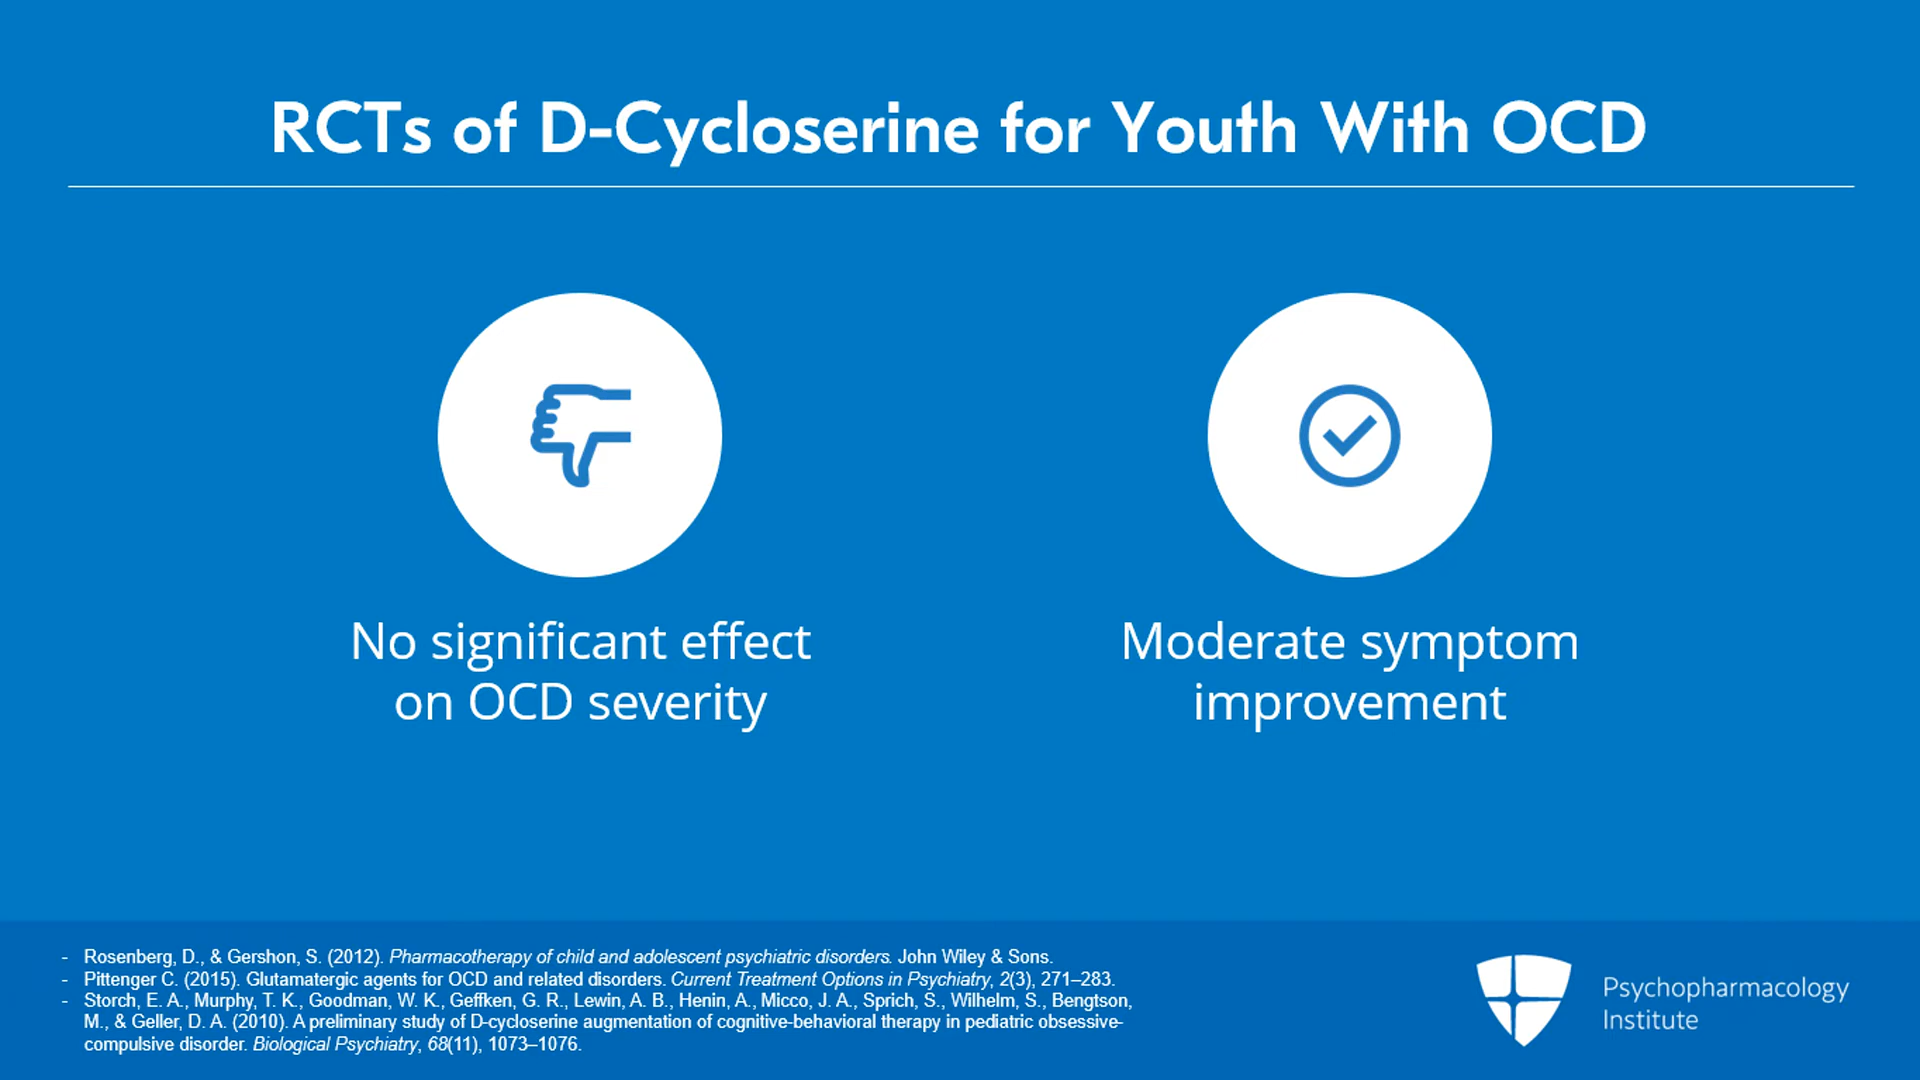 RCTs of D-Cycloserine for Youth With OCD
No significant effect
on OCD severity
Moderate symptom
improvement
- Rosenberg, D., & Gershon, S. (2012). Pharmacotherapy of child and adolescent psychiatric disorders. John Wiley & Sons.
- Pittenger C. (2015). Glutamatergic agents for OCD and related disorders. Current Treatment Options in Psychiatry, 2(3), 271–283.
- Storch, E. A., Murphy, T. K., Goodman, W. K., Geffken, G. R., Lewin, A. B., Henin, A., Micco, J. A., Sprich, S., Wilhelm, S., Bengtson,
M., & Geller, D. A. (2010). A preliminary study of D-cycloserine augmentation of cognitive-behavioral therapy in pediatric obsessive-
compulsive disorder. Biological Psychiatry, 68(11), 1073–1076.
Psychopharmacology
Institute